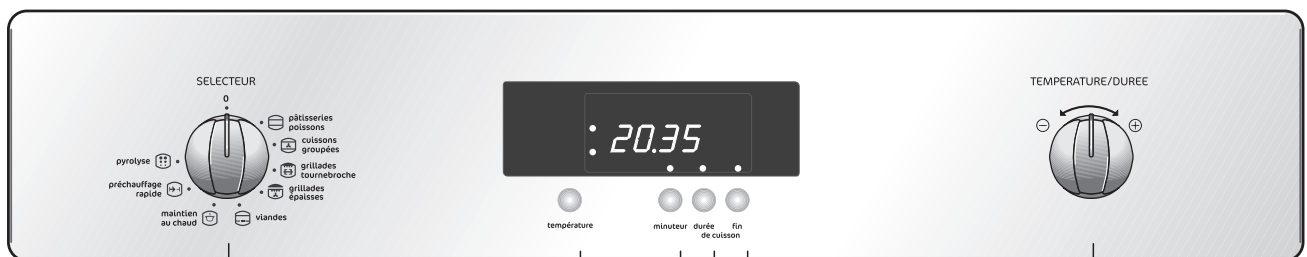 SELECTEUR
0
pâtisseries
poissons
cuissons
groupées
grillades
tournebroche
grillades
épaisses
viandes
maintien
au chaud
préchauffage
rapide
pyrolyse
20.35
température
minuteur
durée
fin
de cuisson
TEMPERATURE/DUREE
- +